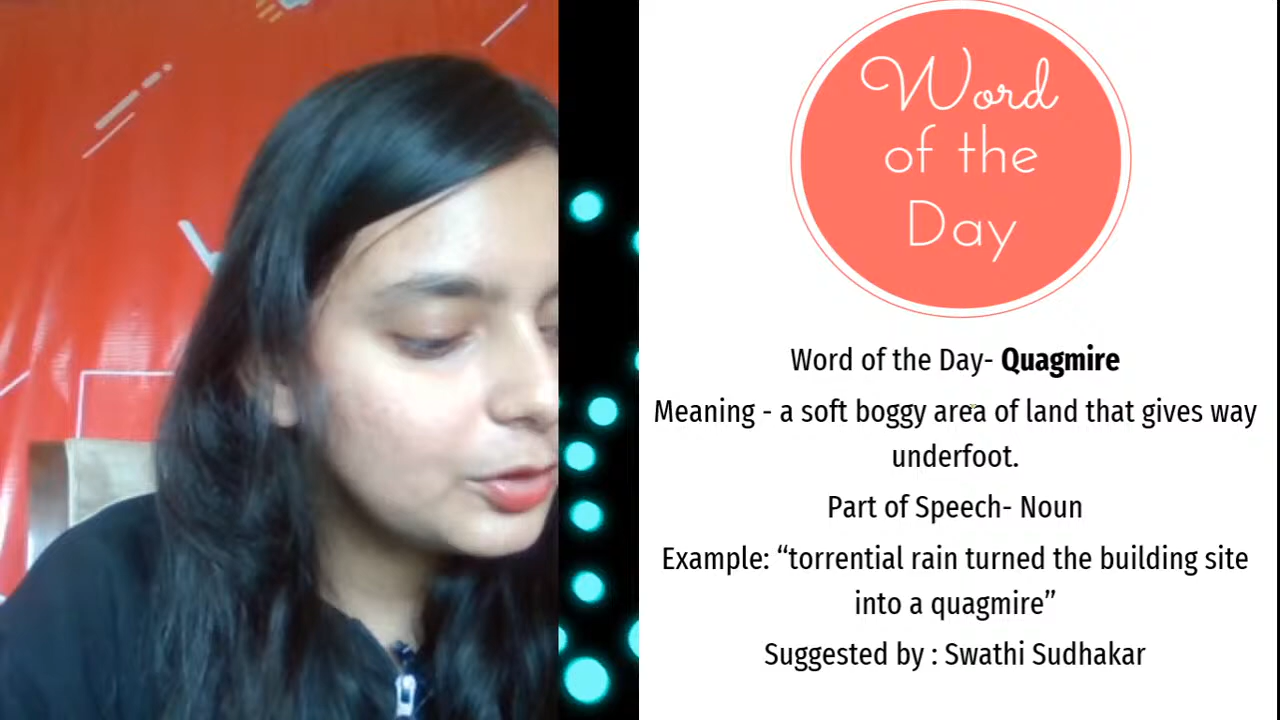 Word
of the
Day
Word of the Day- Quagmire
Meaning - a soft boggy area of land that gives way
underfoot.
Part of Speech- Noun
Example: “torrential rain turned the building site
into a quagmire”
Suggested by : Swathi Sudhakar